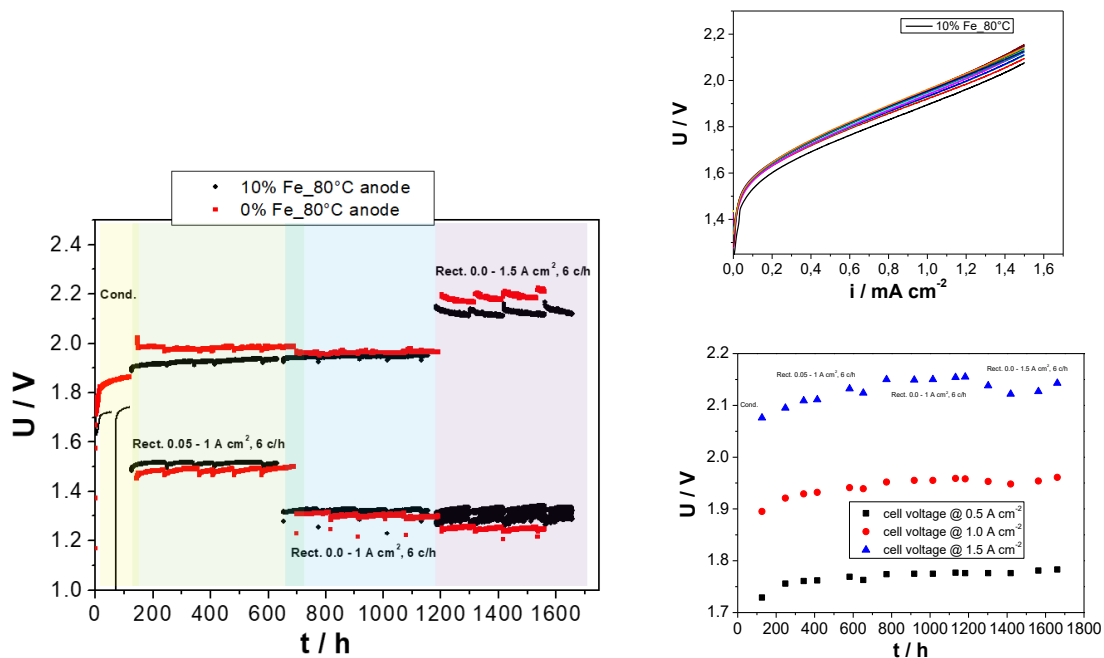 10% Fe_80°C anode
0% Fe_80°C anode
2.4
2.2
2.0
1.8
1.6
1.4
1.2
1.0
U / V
Cond.
Rect. 0.0 - 1.5 A cm², 6 c/h
Rect. 0.05 - 1 A cm², 6 c/h
Rect. 0.0 - 1 A cm², 6 c/h
0 200 400 600 800 1000 1200 1400 1600
t / h
10% Fe_80°C
2,2
2,0
1,8
1,6
1,4
U / V
0,0 0,2 0,4 0,6 0,8 1,0 1,2 1,4 1,6
i / mA cm⁻²
2.2
2.1
2.0
1.9
1.8
1.7
U / V
Rect. 0.05 - 1 A cm², 6 c/h
Rect. 0.0 - 1.5 A cm², 6 c/h
Rect. 0.0 - 1 A cm², 6 c/h
Cond.
cell voltage @ 0.5 A cm⁻²
cell voltage @ 1.0 A cm⁻²
cell voltage @ 1.5 A cm⁻²
0 200 400 600 800 1000 1200 1400 1600 1800
t / h